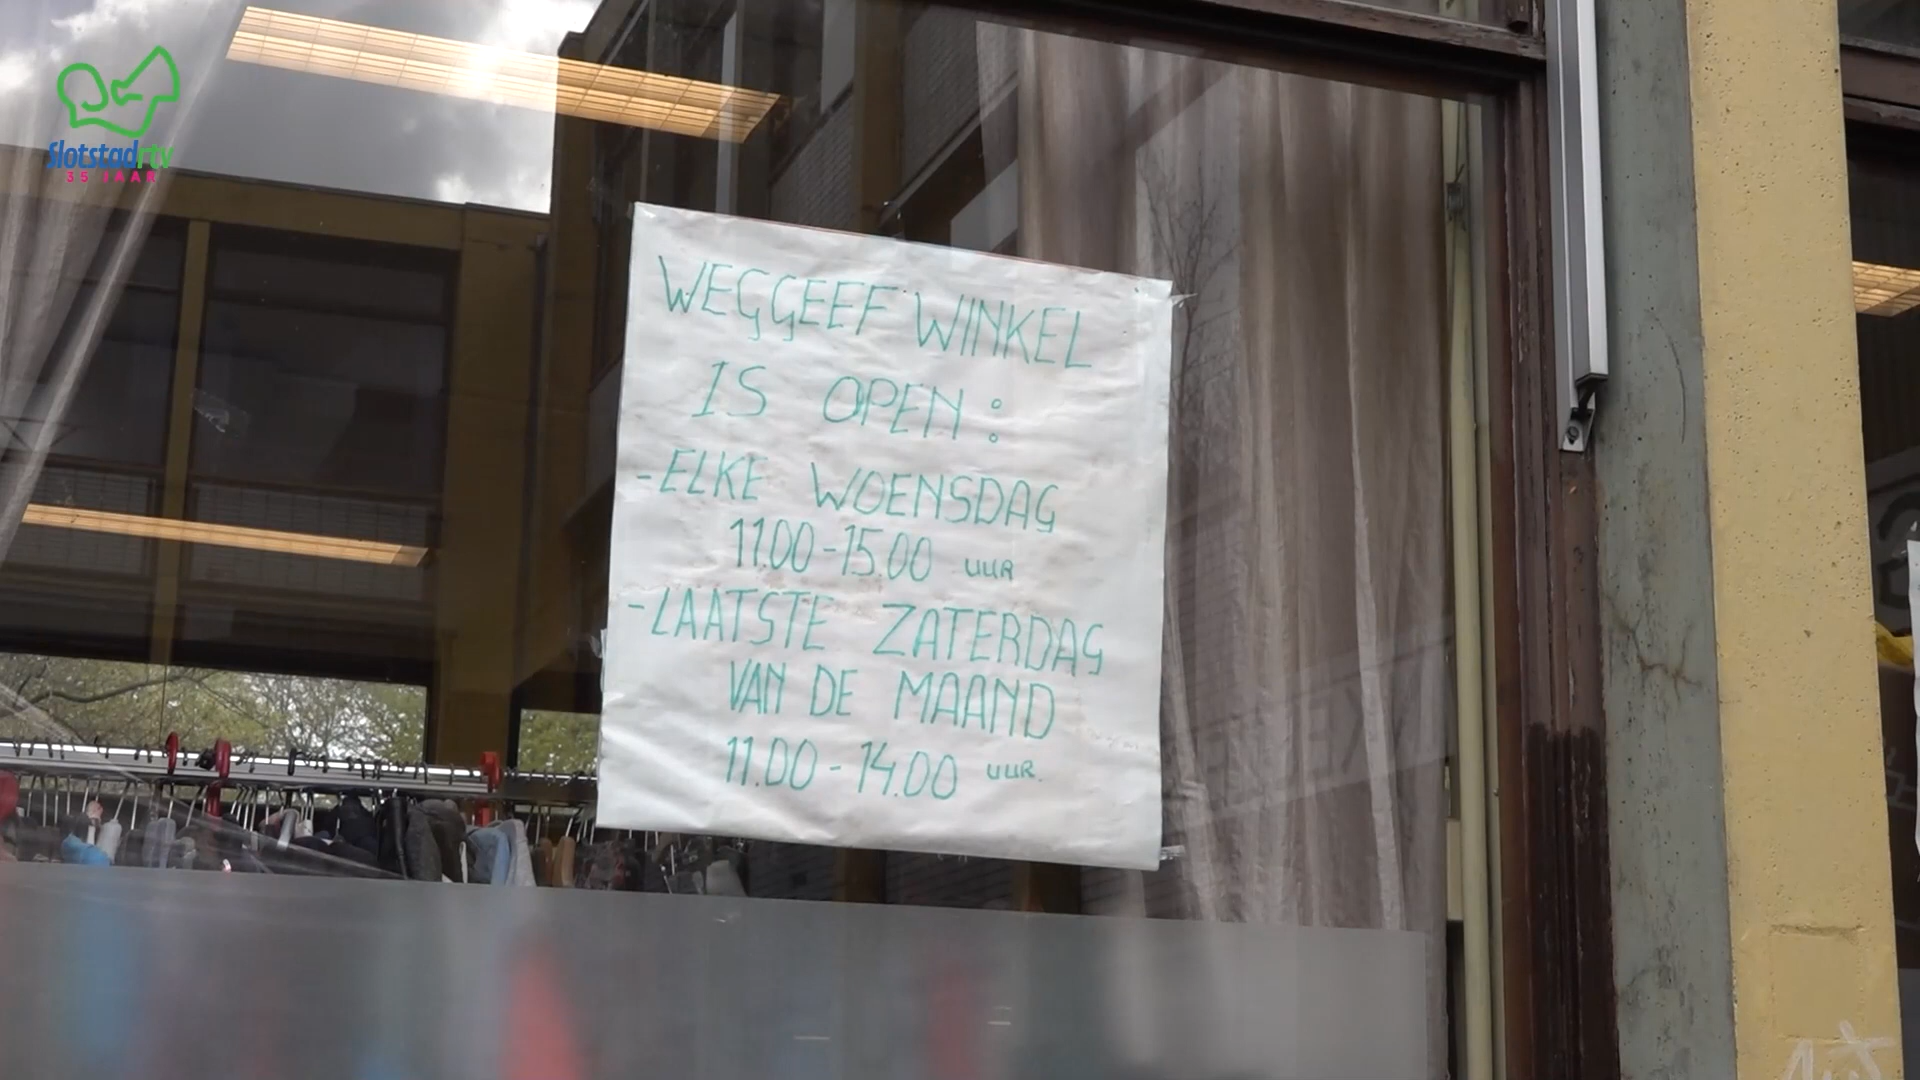 Slotstadrtv
35 JAAR
WEGGEEF WINKEL
IS OPEN:
-ELKE WOENSDAG
11.00-15.00 UUR
-LAATSTE ZATERDAG
VAN DE MAAND
11.00-14.00 UUR.